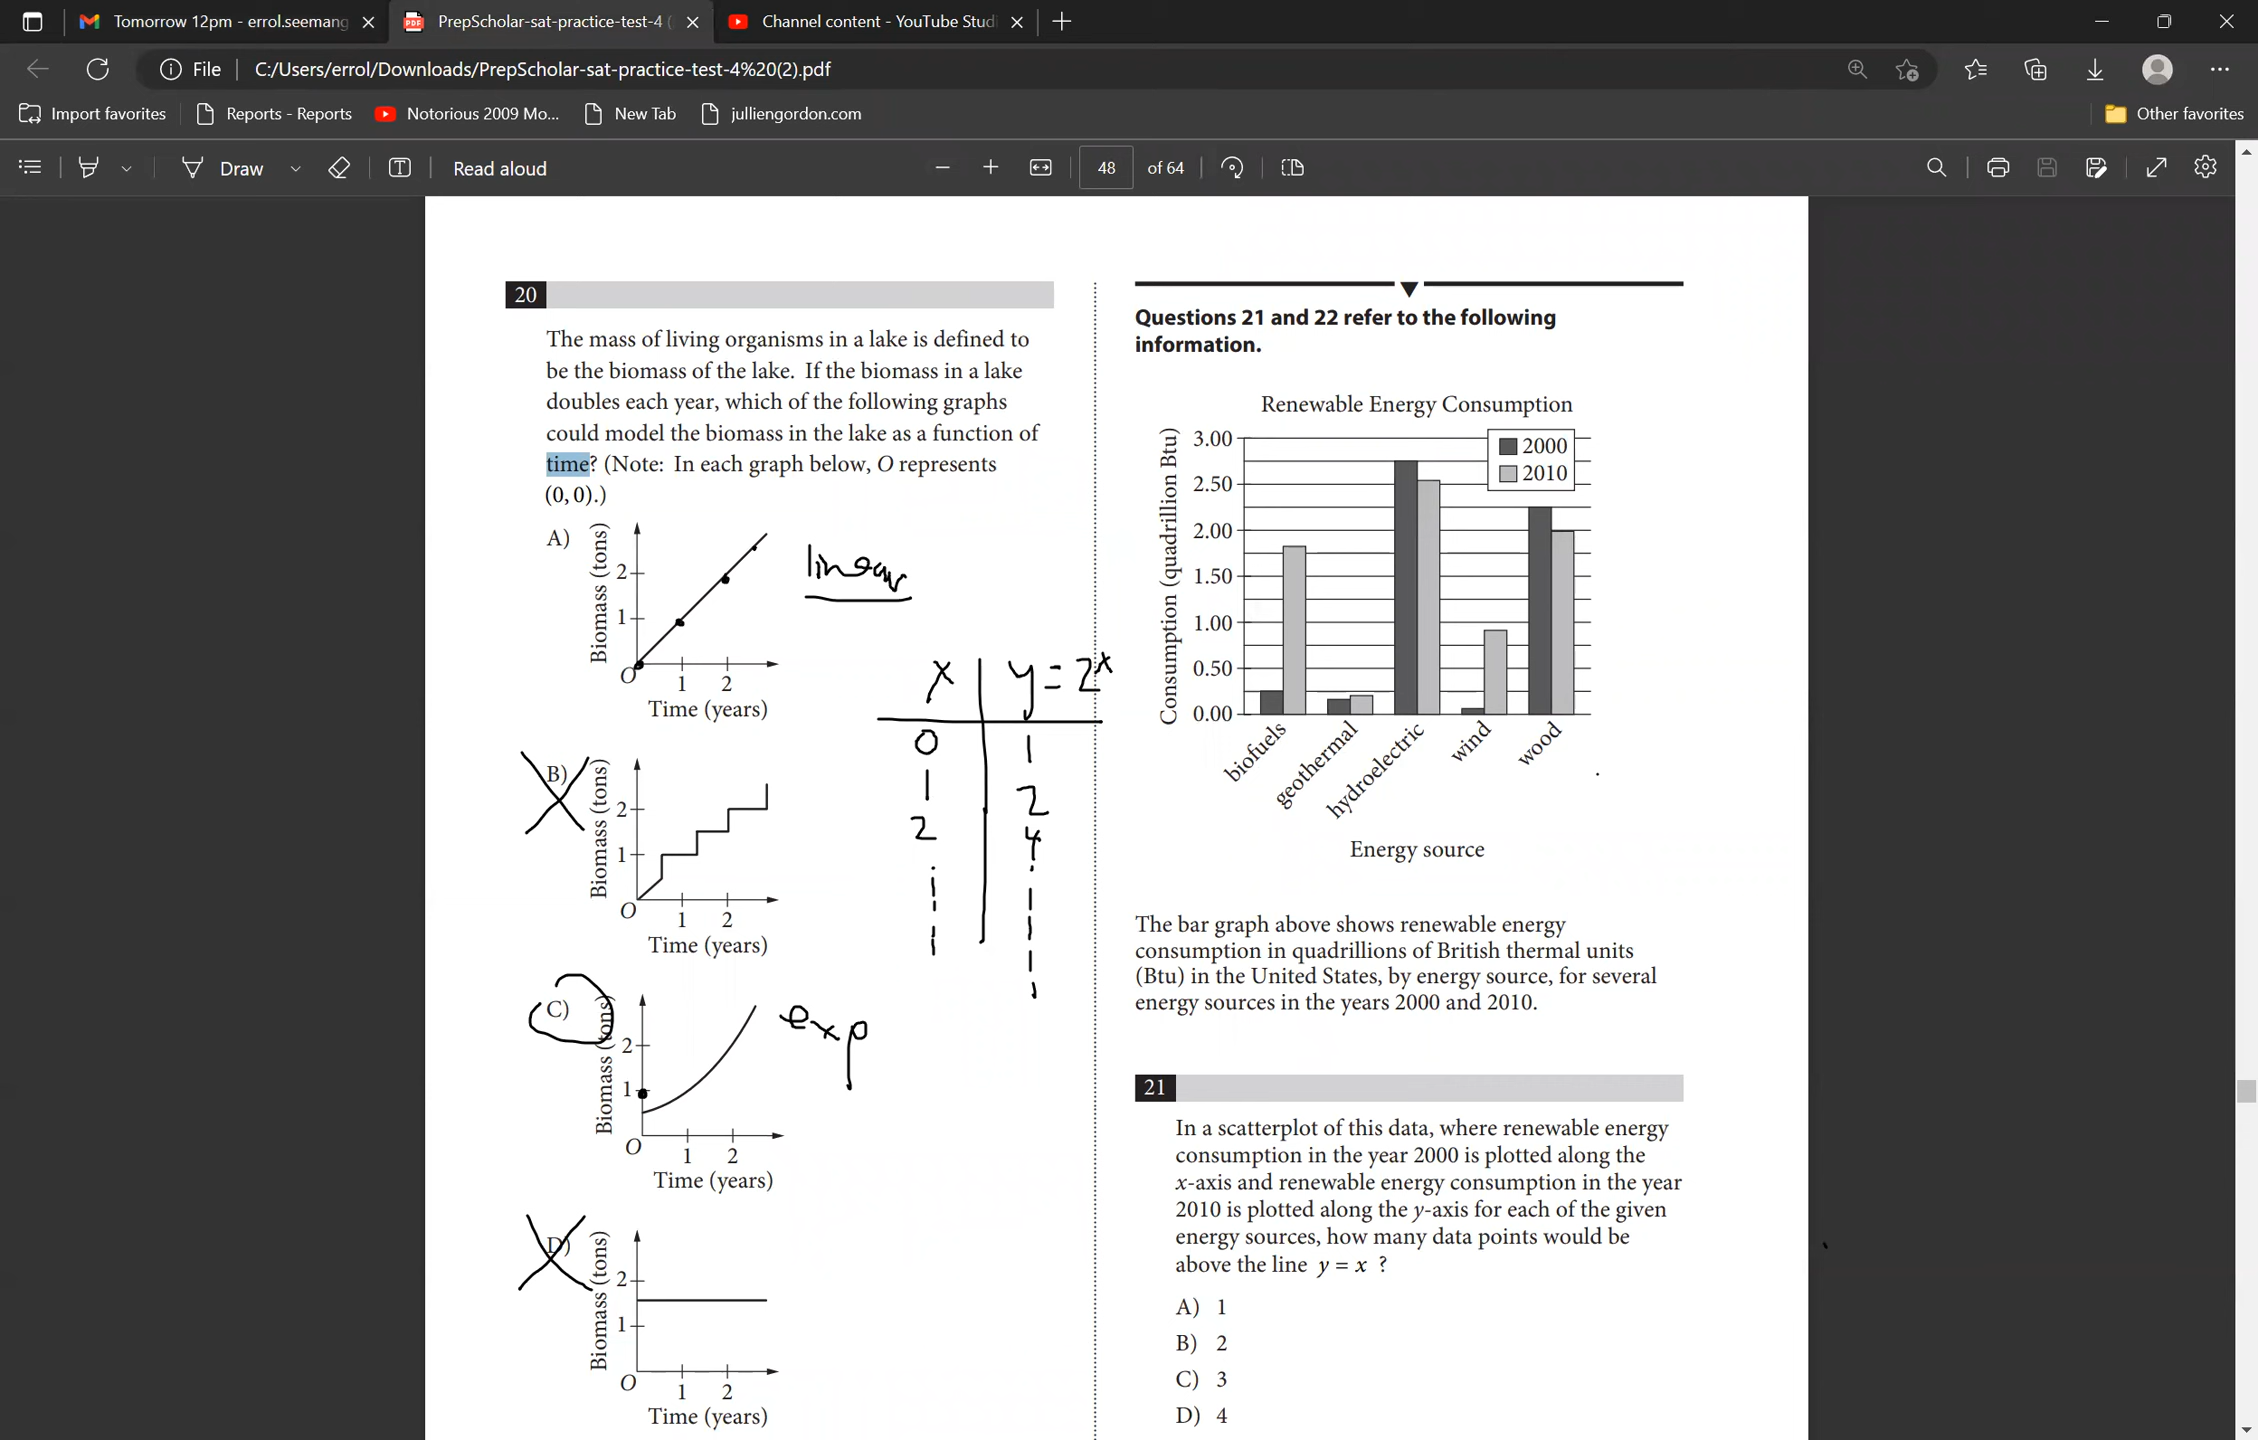 Tomorrow 12pm - errol.seemang
PrepScholar-sat-practice-test-4 (
Channel content - YouTube Studi
File
C:/Users/errol/Downloads/PrepScholar-sat-practice-test-4%20(2).pdf
Import favorites
Reports - Reports
Notorious 2009 Mo...
New Tab
julliengordon.com
Other favorites
Draw
Read aloud
48
of 64
20
The mass of living organisms in a lake is defined to
be the biomass of the lake. If the biomass in a lake
doubles each year, which of the following graphs
could model the biomass in the lake as a function of
time? (Note: In each graph below, O represents
(0, 0).)
A)
Biomass (tons)
2
1
O
1 2
Time (years)
linear
x y = 2^x
0 1
1 2
2 4
B)
Biomass (tons)
2
1
O
1 2
Time (years)
C)
Biomass (tons)
2
1
O
1 2
Time (years)
exp
D)
Biomass (tons)
2
1
O
1 2
Time (years)
Questions 21 and 22 refer to the following
information.
Renewable Energy Consumption
Consumption (quadrillion Btu)
3.00
2.50
2.00
1.50
1.00
0.50
0.00
2000
2010
biofuels
geothermal
hydroelectric
wind
wood
Energy source
The bar graph above shows renewable energy
consumption in quadrillions of British thermal units
(Btu) in the United States, by energy source, for several
energy sources in the years 2000 and 2010.
21
In a scatterplot of this data, where renewable energy
consumption in the year 2000 is plotted along the
x-axis and renewable energy consumption in the year
2010 is plotted along the y-axis for each of the given
energy sources, how many data points would be
above the line y = x ?
A) 1
B) 2
C) 3
D) 4